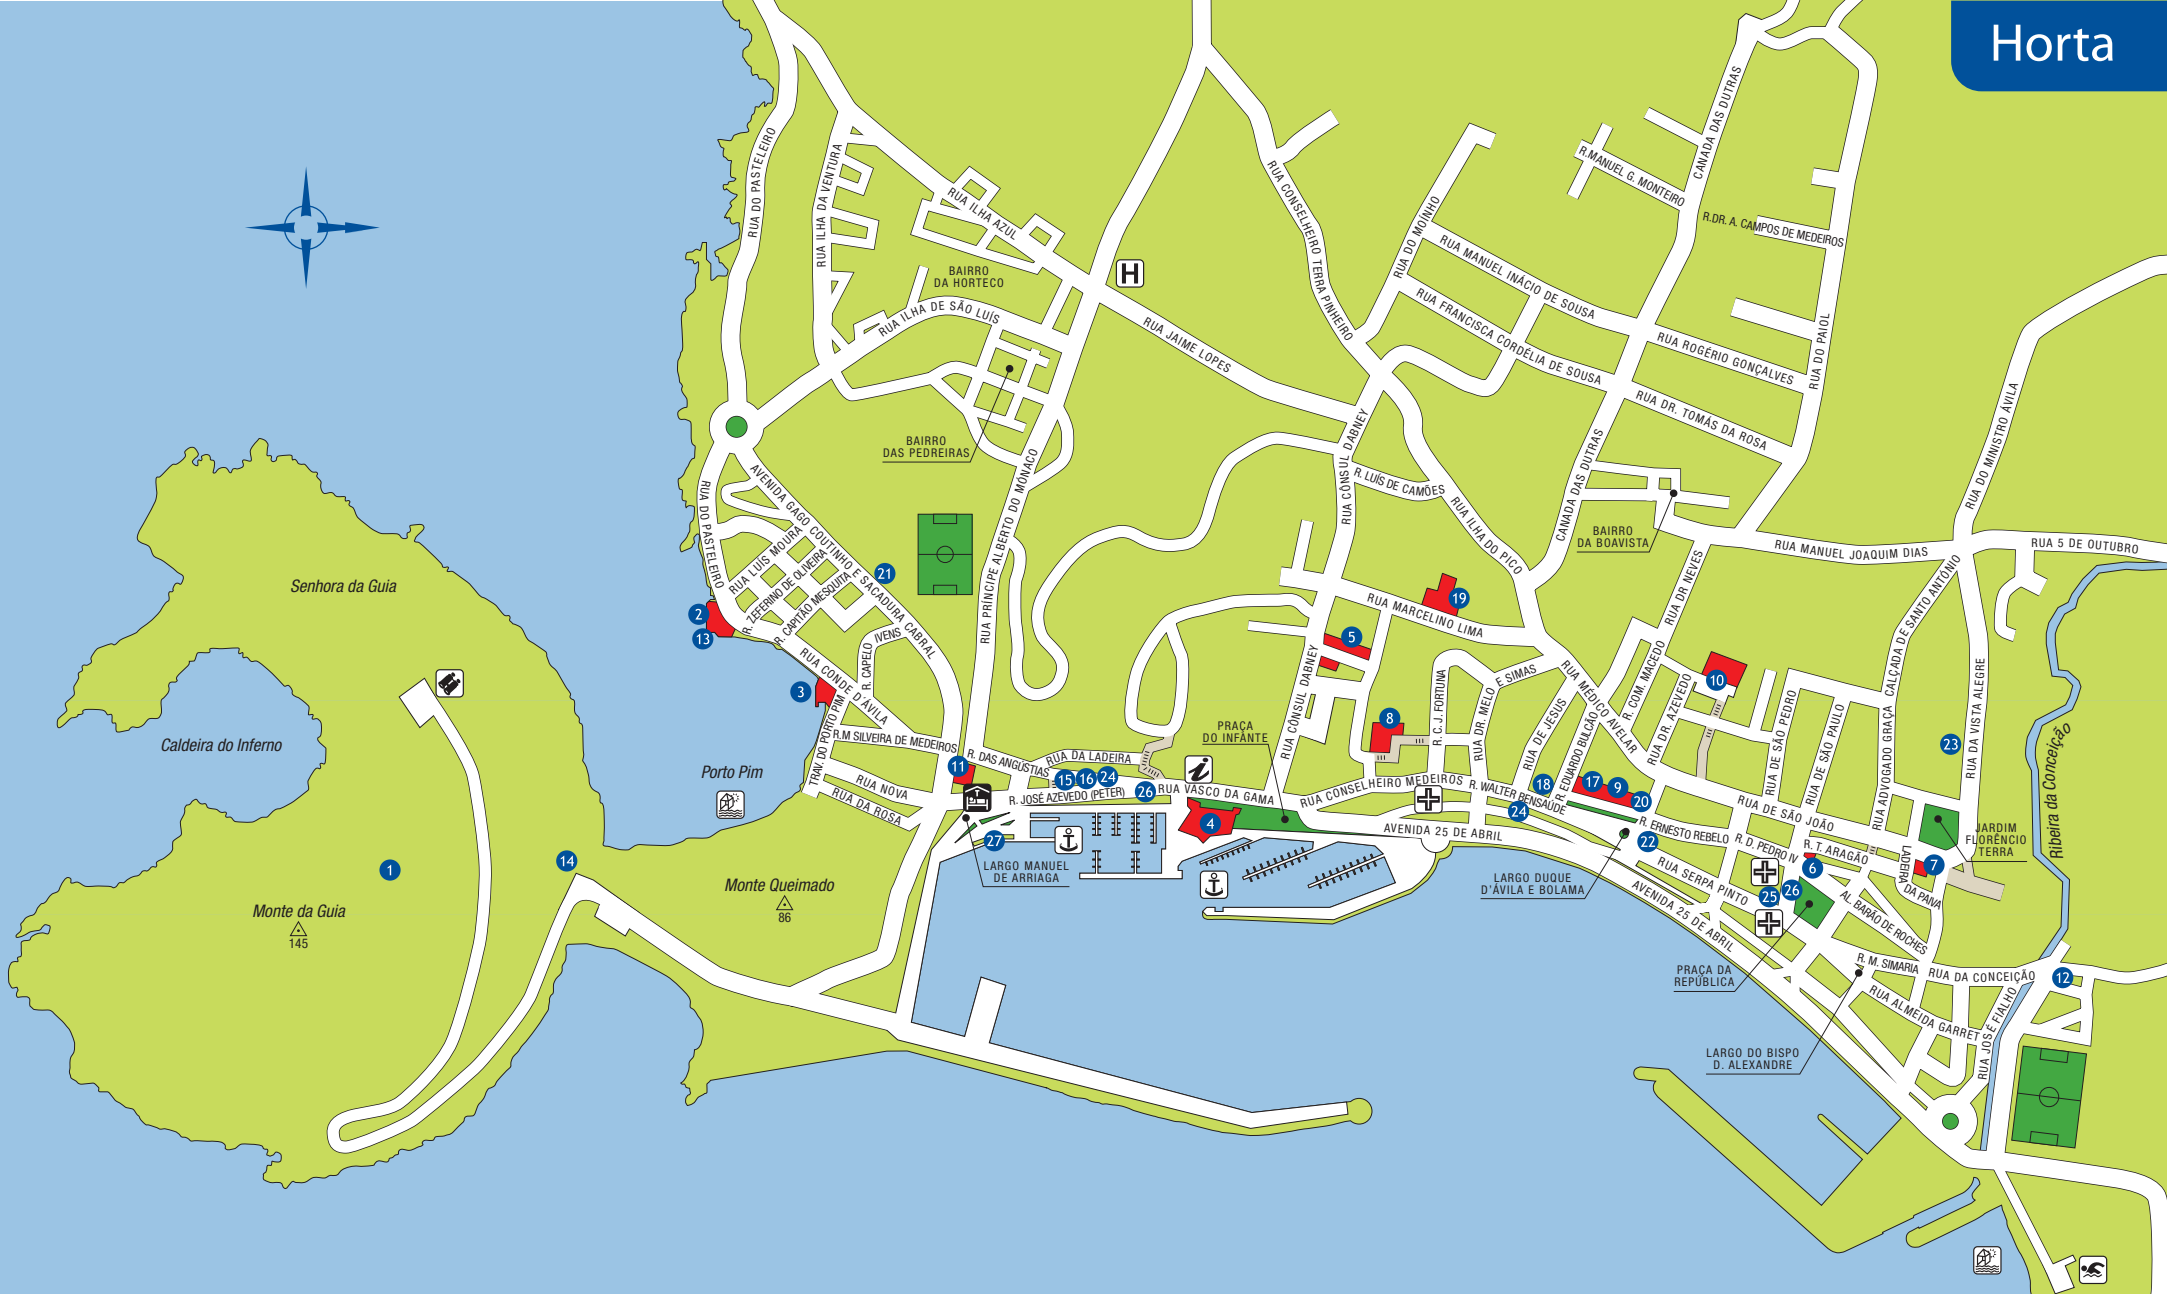 Horta
RUA DO PASTELEIRO
RUA ILHA DA VENTURA
RUA ILHA AZUL
BAIRRO
DA HORTECO
RUA ILHA DE SÃO LUÍS
H
RUA JAIME LOPES
RUA CONSELHEIRO TERRA PINHEIRO
RUA DO MOÍNHO
R.MANUEL G. MONTEIRO
CANADA DAS DUTRAS
R.DR. A. CAMPOS DE MEDEIROS
RUA MANUEL INÁCIO DE SOUSA
RUA FRANCISCA CORDÉLIA DE SOUSA
RUA ROGÉRIO GONÇALVES
RUA DR. TOMÁS DA ROSA
RUA DO PAIOL
RUA DO MINISTRO ÁVILA
BAIRRO
DAS PEDREIRAS
RUA CÔNSUL DABNEY
R. LUÍS DE CAMÕES
RUA ILHA DO PICO
CANADA DAS DUTRAS
BAIRRO
DA BOAVISTA
RUA MANUEL JOAQUIM DIAS
RUA 5 DE OUTUBRO
RUA DO PASTELEIRO
AVENIDA GAGO COUTINHO E SACADURA CABRAL
RUA LUÍS MOURA
R. ZEFERINO DE OLIVEIRA
R. CAPITÃO MESQUITA
21
RUA PRÍNCIPE ALBERTO DO MÓNACO
2
13
R. CAPELO
IVENS
3
RUA CONDE D'ÁVILA
TRAV. DO PORTO PIM
R.M SILVEIRA DE MEDEIROS
Senhora da Guia
Caldeira do Inferno
Porto Pim
RUA NOVA
RUA DA ROSA
11
R. DAS ANGÚSTIAS
RUA DA LADEIRA
15
16
24
R. JOSÉ AZEVEDO (PETER)
26
i
RUA VASCO DA GAMA
PRAÇA
DO INFANTE
4
27
LARGO MANUEL
DE ARRIAGA
RUA MARCELINO LIMA
19
5
RUA CÔNSUL DABNEY
8
R. C. J. FORTUNA
RUA DR. MELO
E SIMAS
RUA CONSELHEIRO MEDEIROS
AVENIDA 25 DE ABRIL
R. WALTER BENSAÚDE
24
18
RUA DE JESUS
R. EDUARDO BULCÃO
RUA MÉDICO AVELAR
R. COM. MACEDO
RUA DR NEVES
RUA DR. AZEVEDO
10
17
9
20
22
R. ERNESTO REBELO
RUA DE SÃO PEDRO
RUA DE SÃO PAULO
RUA DE SÃO JOÃO
RUA ADVOGADO GRAÇA
CALÇADA DE SANTO ANTÓNIO
RUA DA VISTA ALEGRE
23
Ribeira da Conceição
R. D. PEDRO IV
R. T. ARAGÃO
LADEIRA
DA PAIVA
JARDIM
FLORÊNCIO
TERRA
7
6
25
26
RUA SERPA PINTO
AVENIDA 25 DE ABRIL
LARGO DUQUE
D'ÁVILA E BOLAMA
AL. BARÃO DE ROCHES
R. M. SIMARIA
RUA DA CONCEIÇÃO
12
PRAÇA DA
REPÚBLICA
RUA ALMEIDA GARRET
RUA JOSÉ FIALHO
LARGO DO BISPO
D. ALEXANDRE
1
14
Monte da Guia
145
Monte Queimado
86